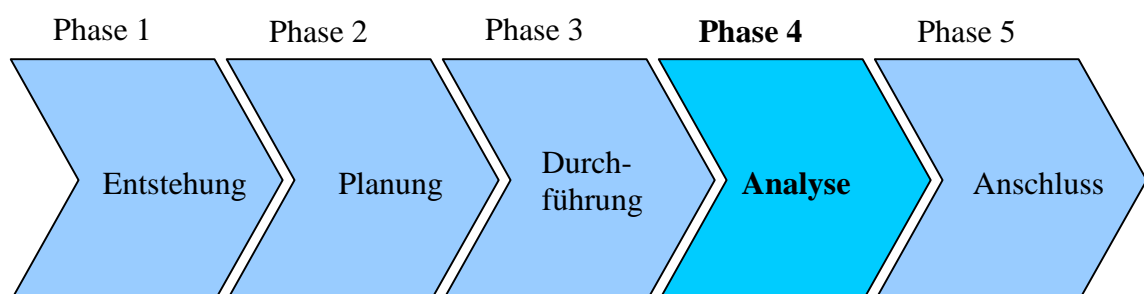 Phase 1
Phase 2
Phase 3
Phase 4
Phase 5
Entstehung
Planung
Durch-
führung
Analyse
Anschluss